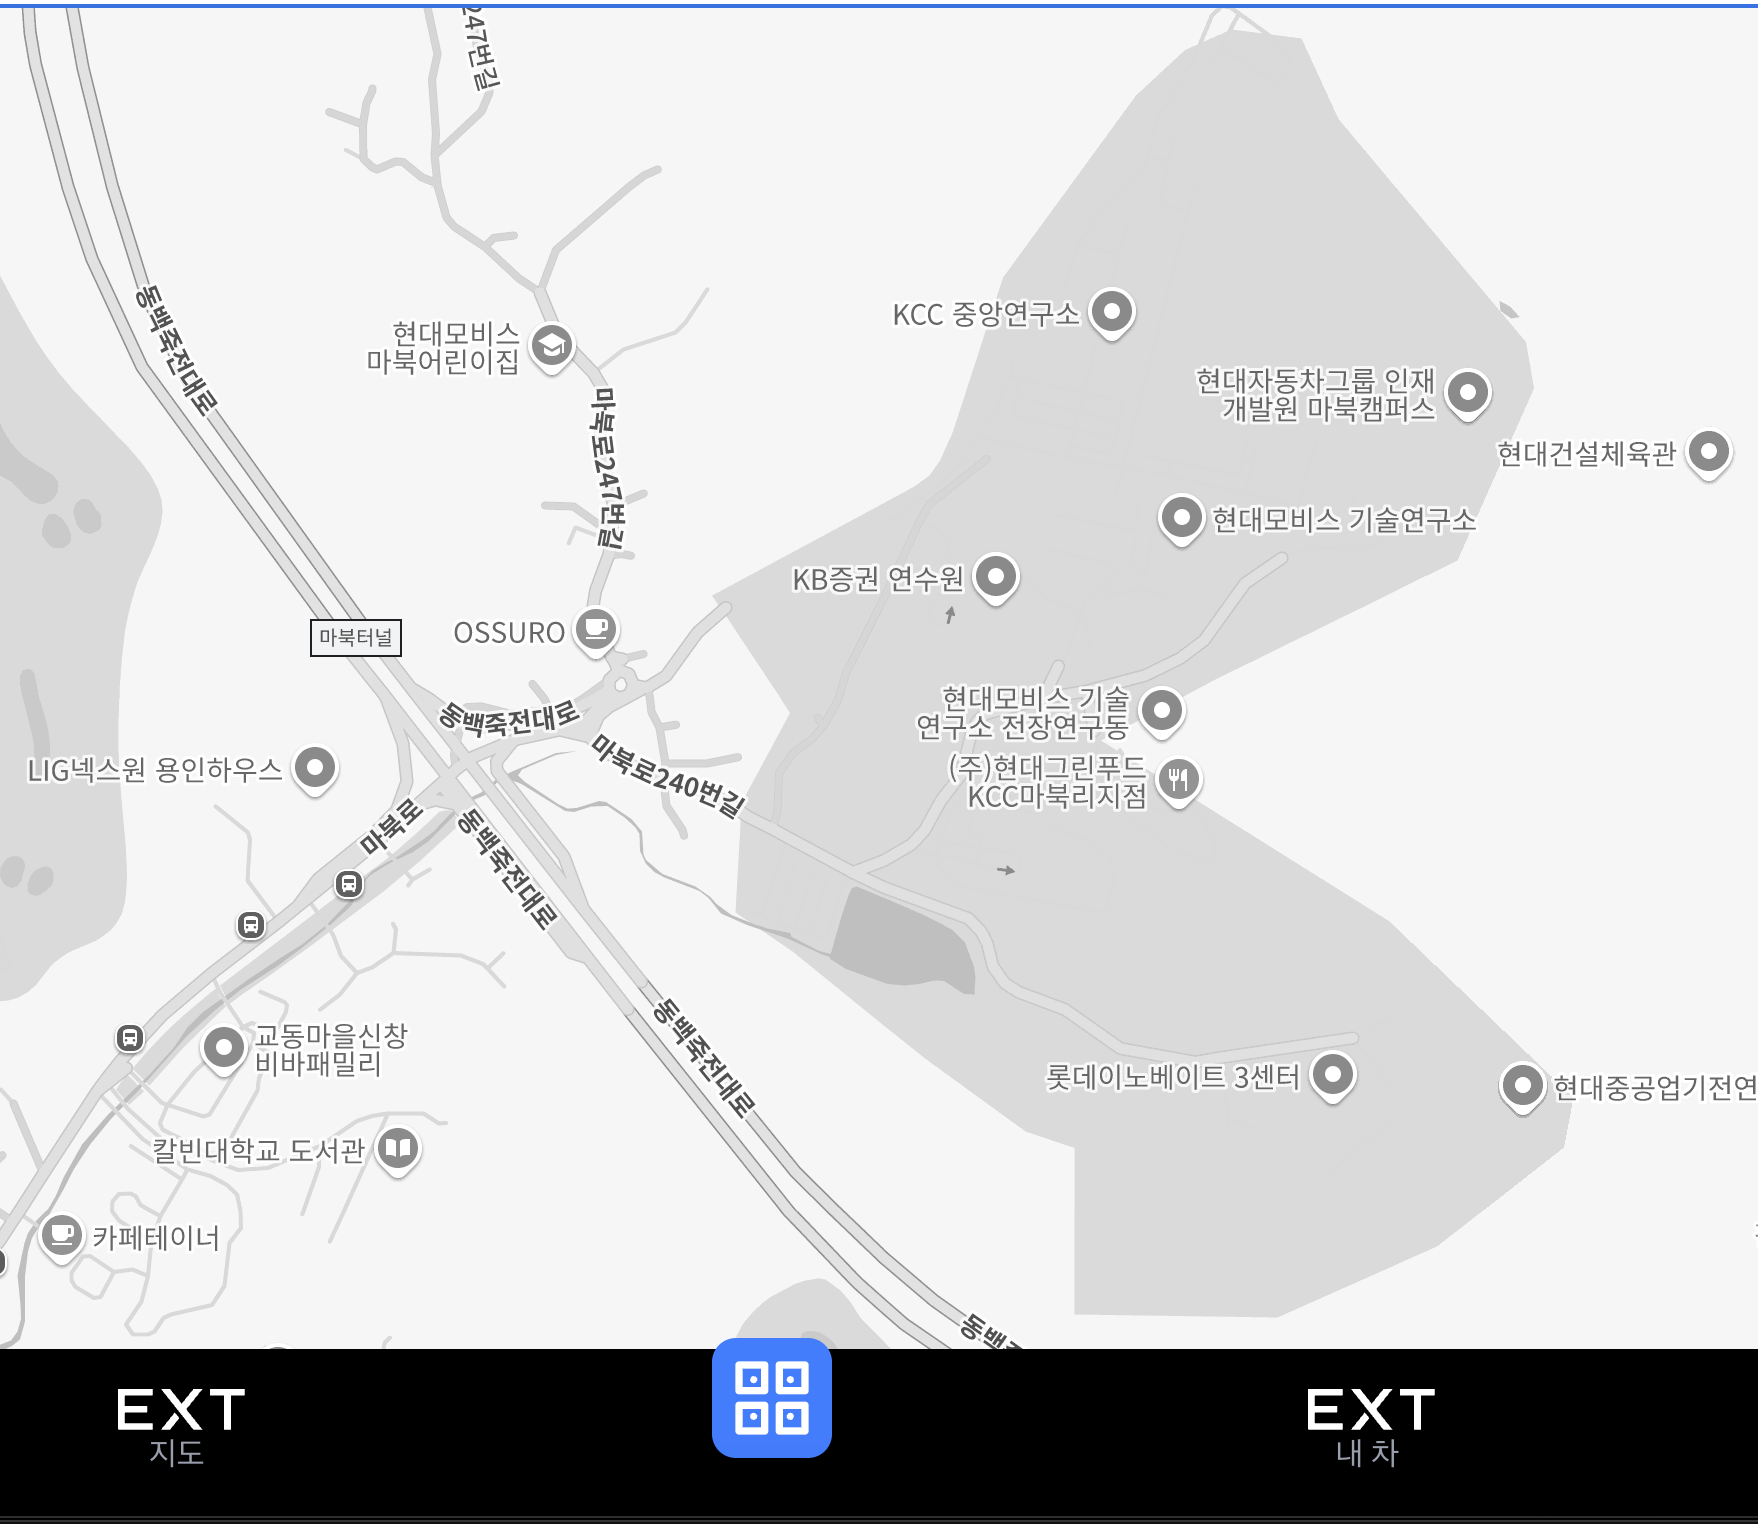 247번길
동백죽전대로
KCC 중앙연구소
현대모비스
마북어린이집
현대자동차그룹 인재
개발원 마북캠퍼스
마북로247번길
현대건설체육관
현대모비스 기술연구소
KB증권 연수원
마북터널
OSSURO
동백죽전대로
현대모비스 기술
연구소 전장연구동
마북로240번길
LIG넥스원 용인하우스
(주)현대그린푸드
KCC마북리지점
마북로
동백죽전대로
동백죽전대로
교동마을신창
비바패밀리
롯데이노베이트 3센터
현대중공업기전연
칼빈대학교 도서관
카페테이너
동백죽
EXT
지도
EXT
내 차